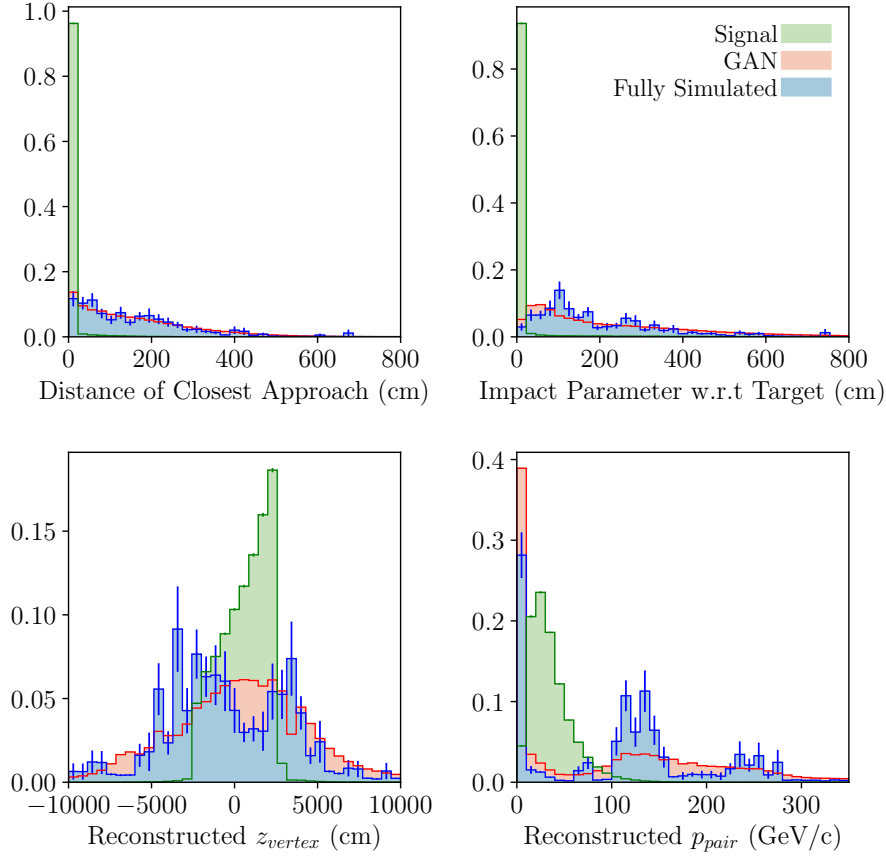 1.0
0.8
0.6
0.4
0.2
0.0
0 200 400 600 800
Distance of Closest Approach (cm)
Signal
GAN
Fully Simulated
0.8
0.6
0.4
0.2
0.0
0 200 400 600 800
Impact Parameter w.r.t Target (cm)
0.15
0.10
0.05
0.00
−10000 −5000 0 5000 10000
Reconstructed z_vertex (cm)
0.4
0.3
0.2
0.1
0.0
0 100 200 300
Reconstructed p_pair (GeV/c)